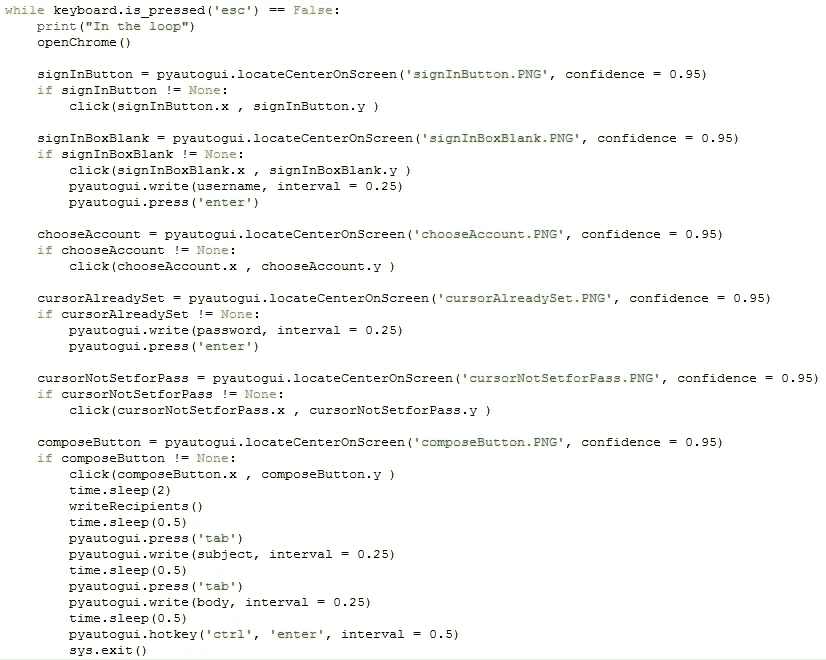 while keyboard.is_pressed('esc') == False:
    print("In the loop")
    openChrome()

    signInButton = pyautogui.locateCenterOnScreen('signInButton.PNG', confidence = 0.95)
    if signInButton != None:
        click(signInButton.x , signInButton.y )

    signInBoxBlank = pyautogui.locateCenterOnScreen('signInBoxBlank.PNG', confidence = 0.95)
    if signInBoxBlank != None:
        click(signInBoxBlank.x , signInBoxBlank.y )
        pyautogui.write(username, interval = 0.25)
        pyautogui.press('enter')

    chooseAccount = pyautogui.locateCenterOnScreen('chooseAccount.PNG', confidence = 0.95)
    if chooseAccount != None:
        click(chooseAccount.x , chooseAccount.y )

    cursorAlreadySet = pyautogui.locateCenterOnScreen('cursorAlreadySet.PNG', confidence = 0.95)
    if cursorAlreadySet != None:
        pyautogui.write(password, interval = 0.25)
        pyautogui.press('enter')

    cursorNotSetforPass = pyautogui.locateCenterOnScreen('cursorNotSetforPass.PNG', confidence = 0.95)
    if cursorNotSetforPass != None:
        click(cursorNotSetforPass.x , cursorNotSetforPass.y )

    composeButton = pyautogui.locateCenterOnScreen('composeButton.PNG', confidence = 0.95)
    if composeButton != None:
        click(composeButton.x , composeButton.y )
        time.sleep(2)
        writeRecipients()
        time.sleep(0.5)
        pyautogui.press('tab')
        pyautogui.write(subject, interval = 0.25)
        time.sleep(0.5)
        pyautogui.press('tab')
        pyautogui.write(body, interval = 0.25)
        time.sleep(0.5)
        pyautogui.hotkey('ctrl', 'enter', interval = 0.5)
        sys.exit()